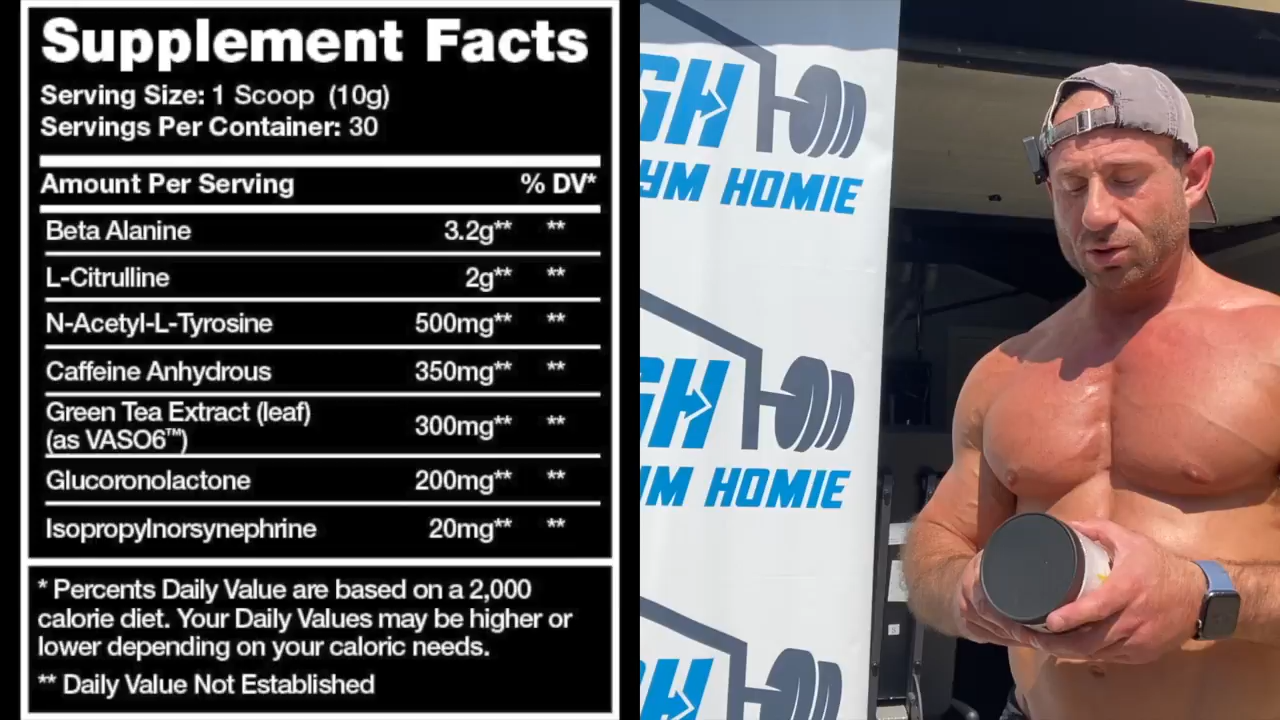 Supplement Facts
Serving Size: 1 Scoop (10g)
Servings Per Container: 30
Amount Per Serving % DV*
Beta Alanine 3.2g** **
L-Citrulline 2g** **
N-Acetyl-L-Tyrosine 500mg** **
Caffeine Anhydrous 350mg** **
Green Tea Extract (leaf)
(as VASO6™) 300mg** **
Glucoronolactone 200mg** **
Isopropylnorsynephrine 20mg** **
* Percents Daily Value are based on a 2,000
calorie diet. Your Daily Values may be higher or
lower depending on your caloric needs.
** Daily Value Not Established
GH
YM HOMIE
GH
YM HOMIE
H